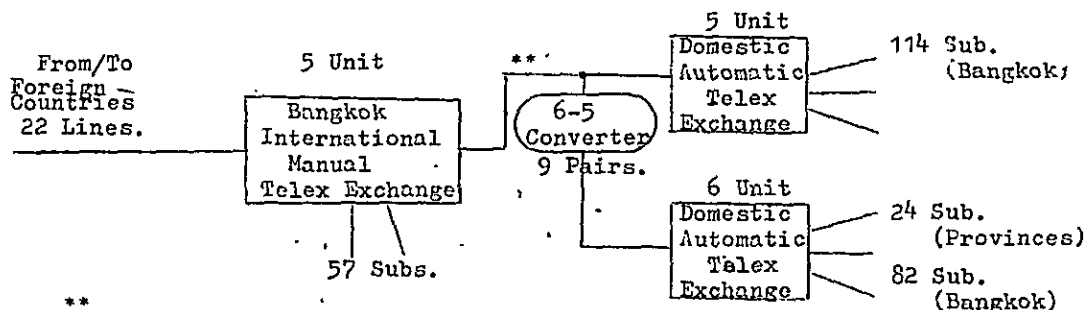 From/To
Foreign
Countries
22 Lines.
5 Unit
Bangkok
International
Manual
Telex Exchange
57 Subs.
**
**
6-5
Converter
9 Pairs.
5 Unit
Domestic
Automatic
Telex
Exchange
114 Sub.
(Bangkok;
6 Unit
Domestic
Automatic
Telex
Exchange
24 Sub.
(Provinces)
82 Sub.
(Bangkok)